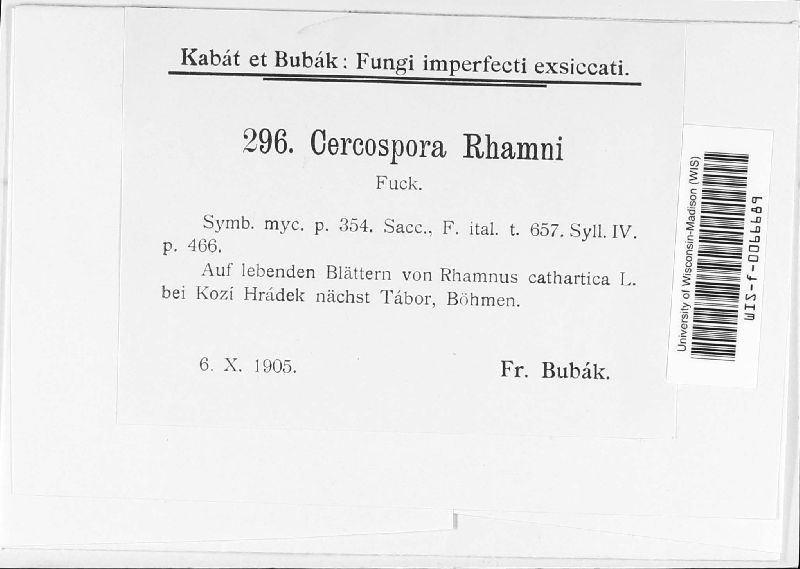 Kabát et Bubák: Fungi imperfecti exsiccati.
296. Cercospora Rhamni
Fuck.
Symb. myc. p. 354. Sacc., F. ital. t. 657. Syll. IV.
p. 466.
Auf lebenden Blättern von Rhamnus cathartica L.
bei Kozí Hrádek nächst Tábor, Böhmen.
6. X. 1905.
Fr. Bubák.
University of Wisconsin-Madison (WIS)
WIS-f-0066689